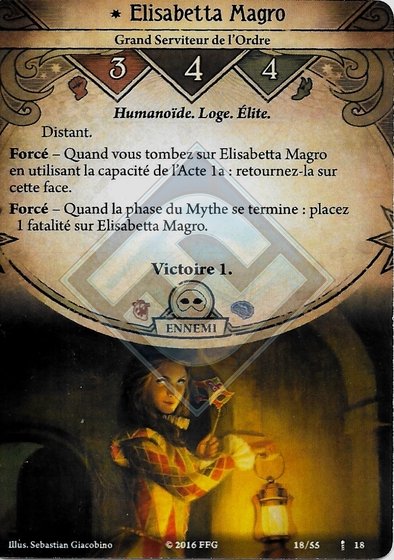 Elisabetta Magro
Grand Serviteur de l'Ordre
3 4 4
Humanoïde. Loge. Élite.
Distant.
Forcé – Quand vous tombez sur Elisabetta Magro
en utilisant la capacité de l'Acte 1a : retournez-la sur
cette face.
Forcé – Quand la phase du Mythe se termine : placez
1 fatalité sur Elisabetta Magro.
Victoire 1.
ENNEMI
Illus. Sebastian Giacobino © 2016 FFG 18/55 18